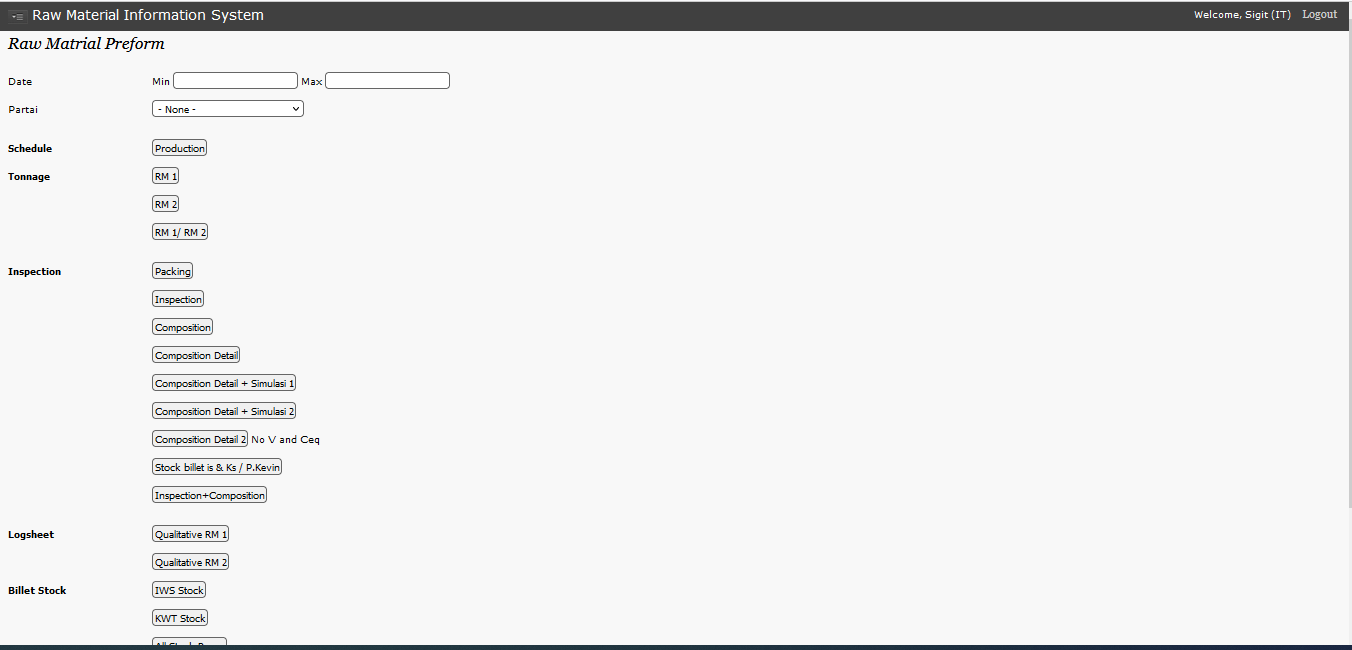 Raw Material Information System
Welcome, Sigit (IT) Logout
Raw Matrial Preform
Date Min Max
Partai - None -
Schedule Production
Tonnage RM 1
RM 2
RM 1/ RM 2
Inspection Packing
Inspection
Composition
Composition Detail
Composition Detail + Simulasi 1
Composition Detail + Simulasi 2
Composition Detail 2 No V and Ceq
Stock billet is & Ks / P.Kevin
Inspection+Composition
Logsheet Qualitative RM 1
Qualitative RM 2
Billet Stock IWS Stock
KWT Stock
All Stock